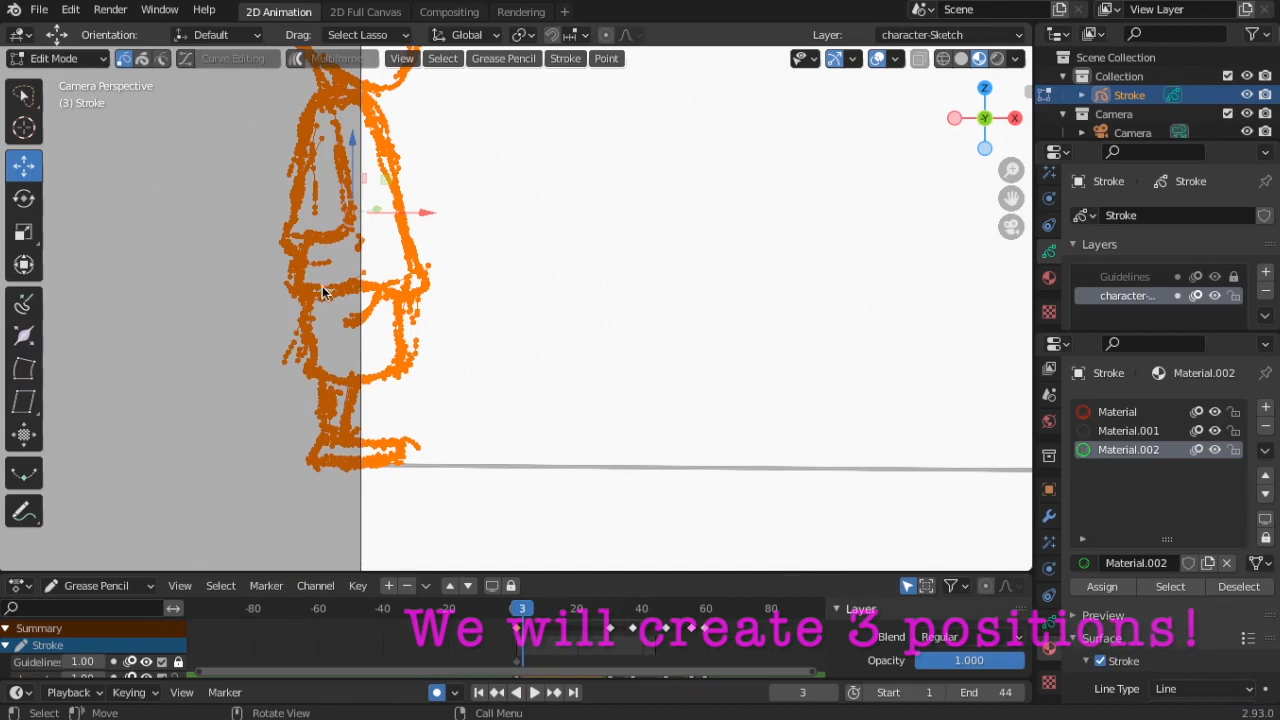 File Edit Render Window Help 2D Animation 2D Full Canvas Compositing Rendering + Scene View Layer
Orientation: Default Drag: Select Lasso Global Layer: character-Sketch
Edit Mode Curve Editing Multiframe View Select Grease Pencil Stroke Point
Scene Collection
Collection
Stroke
Camera
Camera
Camera Perspective
(3) Stroke
Z
-Y
X
Stroke Stroke
Stroke
Layers
Guidelines
character-...
Stroke Material.002
Material
Material.001
Material.002
Material.002
Assign Select Deselect
Preview
Surface
Stroke
Line Type Line
Grease Pencil View Select Marker Channel Key
-80 -60 -40 -20 3 20 40 60 80
Summary
Stroke
Guidelines 1.00
Layer
Blend Regular
Opacity 1.000
We will create 3 positions!
Playback Keying View Marker 3 Start 1 End 44
Select Move Rotate View Call Menu 2.93.0